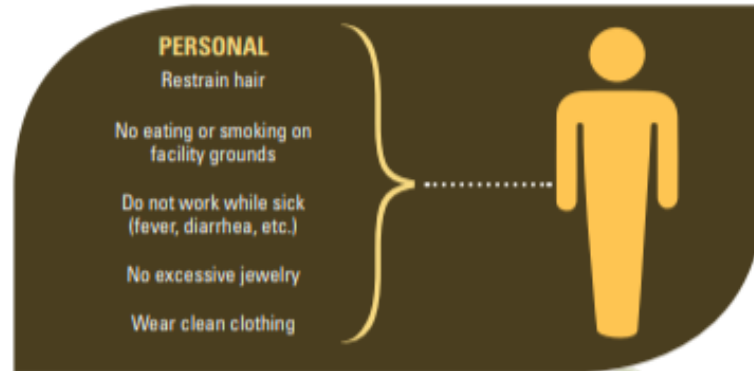 PERSONAL
Restrain hair
No eating or smoking on
facility grounds
Do not work while sick
(fever, diarrhea, etc.)
No excessive jewelry
Wear clean clothing